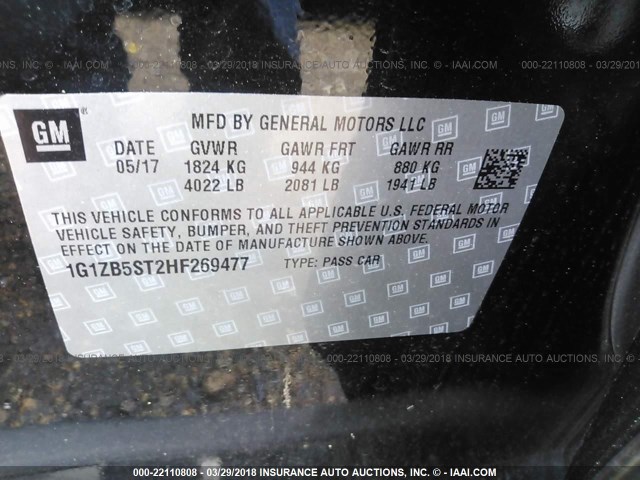 000-22110808 - 03/29/2018 INSURANCE AUTO AUCTIONS, INC. - © - IAAI.COM
GM ®
MFD BY GENERAL MOTORS LLC
DATE GVWR GAWR FRT GAWR RR
05/17 1824 KG 944 KG 880 KG
4022 LB 2081 LB 1941 LB
THIS VEHICLE CONFORMS TO ALL APPLICABLE U.S. FEDERAL MOTOR
VEHICLE SAFETY, BUMPER, AND THEFT PREVENTION STANDARDS IN
EFFECT ON THE DATE OF MANUFACTURE SHOWN ABOVE.
1G1ZB5ST2HF269477 TYPE: PASS CAR
000-22110808 - 03/29/2018 INSURANCE AUTO AUCTIONS, INC. - © - IAAI.COM
000-22110808 - 03/29/2018 INSURANCE AUTO AUCTIONS, INC. - © - IAAI.COM